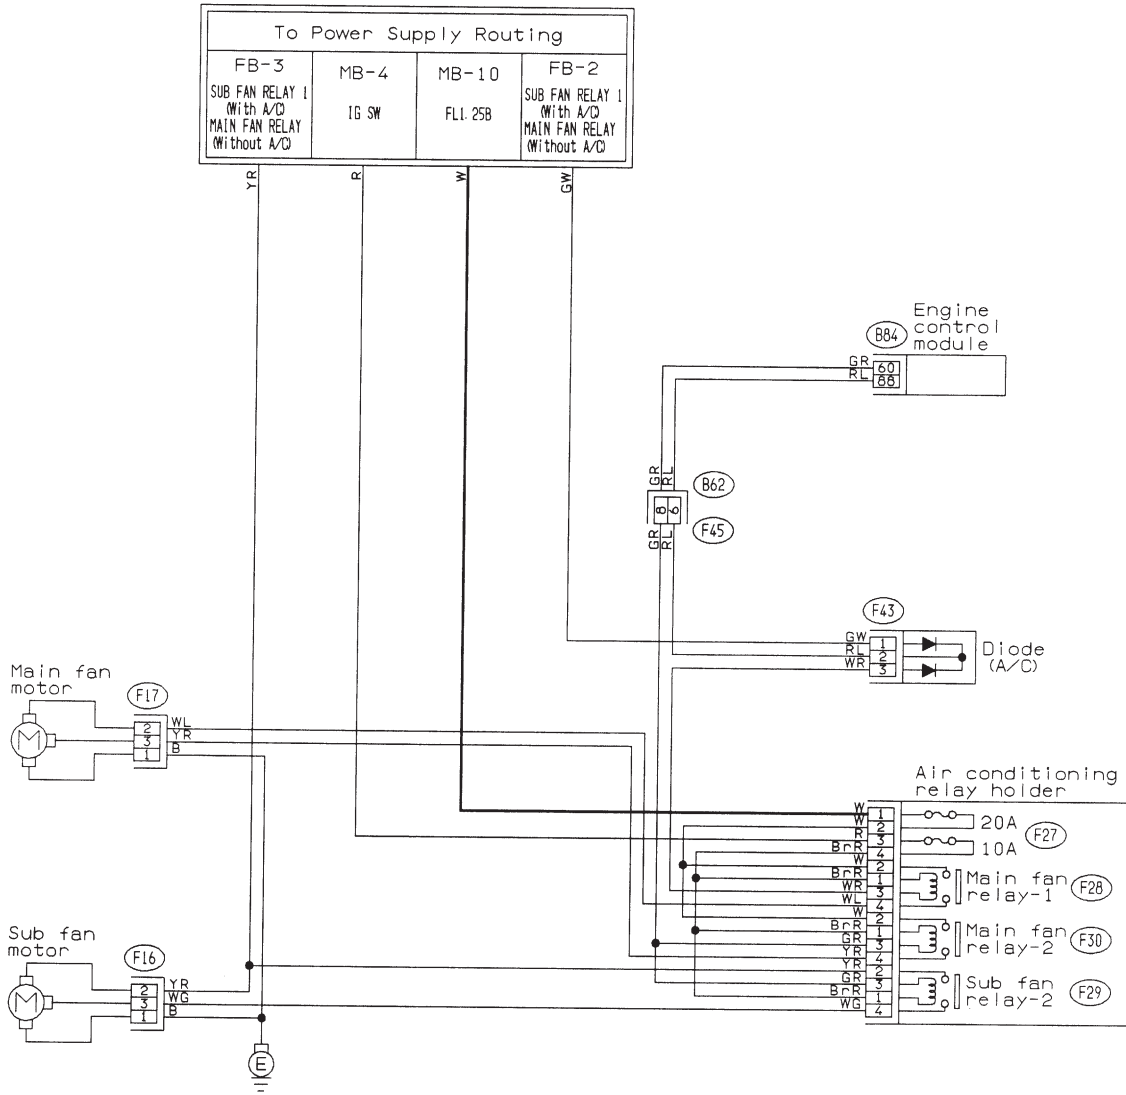 To Power Supply Routing
FB-3
SUB FAN RELAY 1
(With A/C)
MAIN FAN RELAY
(Without A/C)
MB-4
IG SW
MB-10
FL1.25B
FB-2
SUB FAN RELAY 1
(With A/C)
MAIN FAN RELAY
(Without A/C)
YR
R
W
GW
Engine
control
module
B84
GR 60
RL 88
GR RL
B62
8 6
F45
GR RL
F43
GW 1
RL 2
WR 3
Diode
(A/C)
Main fan
motor
M
F17
2 WL
3 YR
1 B
Air conditioning
relay holder
W 1
W 2
20A
R 3
BrR 4
10A
F27
W 2
BrR 1
WR 3
WL 4
Main fan
relay-1
F28
W 2
BrR 1
GR 3
YR 4
Main fan
relay-2
F30
YR 2
GR 3
BrR 1
WG 4
Sub fan
relay-2
F29
Sub fan
motor
M
F16
2 YR
3 WG
1 B
E